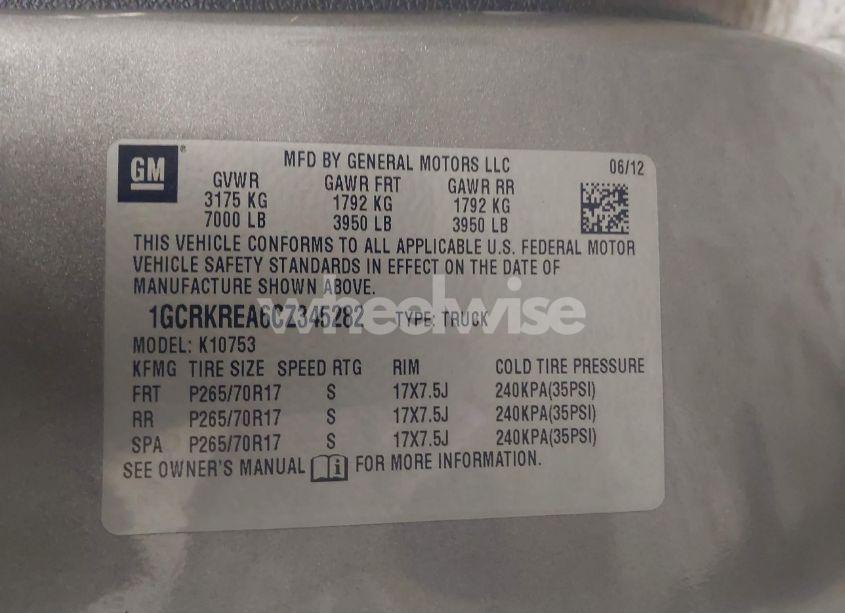 GM
MFD BY GENERAL MOTORS LLC 06/12
GVWR GAWR FRT GAWR RR
3175 KG 1792 KG 1792 KG
7000 LB 3950 LB 3950 LB
THIS VEHICLE CONFORMS TO ALL APPLICABLE U.S. FEDERAL MOTOR
VEHICLE SAFETY STANDARDS IN EFFECT ON THE DATE OF
MANUFACTURE SHOWN ABOVE.
wheelwise
1GCRKREA6CZ345282 TYPE: TRUCK
MODEL: K10753
KFMG TIRE SIZE SPEED RTG RIM COLD TIRE PRESSURE
FRT P265/70R17 S 17X7.5J 240KPA(35PSI)
RR P265/70R17 S 17X7.5J 240KPA(35PSI)
SPA P265/70R17 S 17X7.5J 240KPA(35PSI)
SEE OWNER'S MANUAL i FOR MORE INFORMATION.